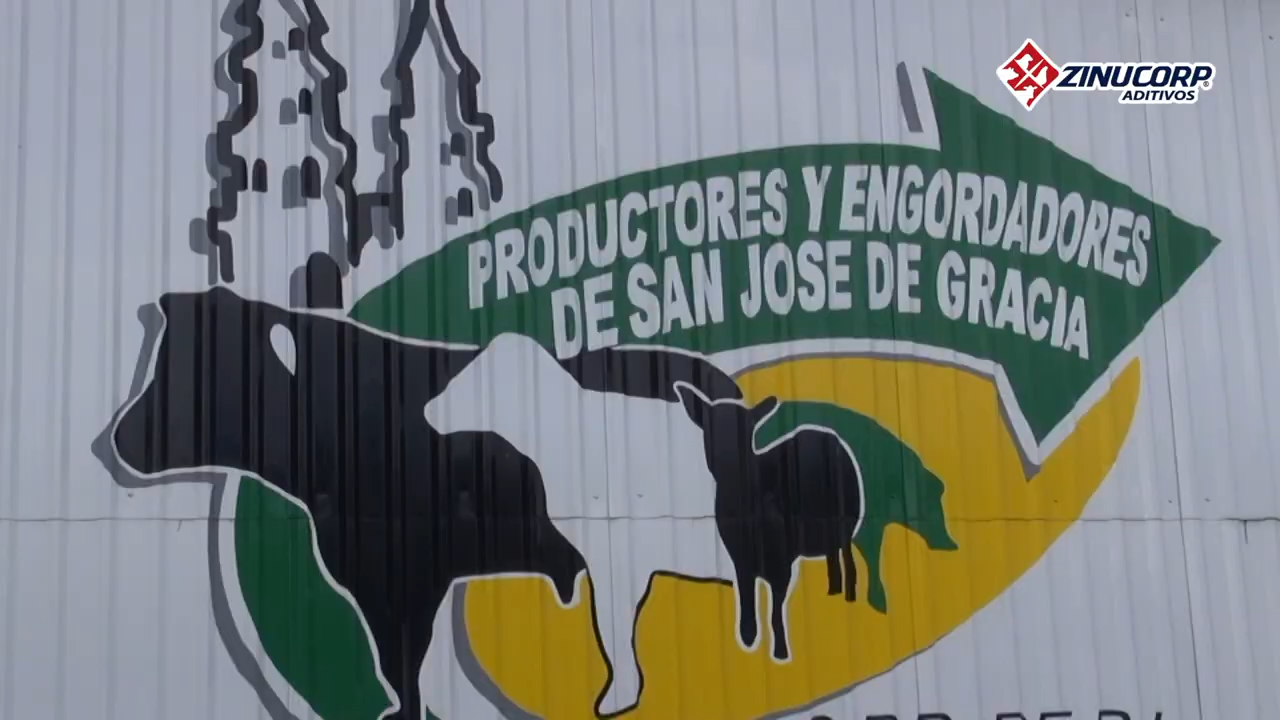 ZINUCORP®
ADITIVOS
PRODUCTORES Y ENGORDADORES
DE SAN JOSE DE GRACIA